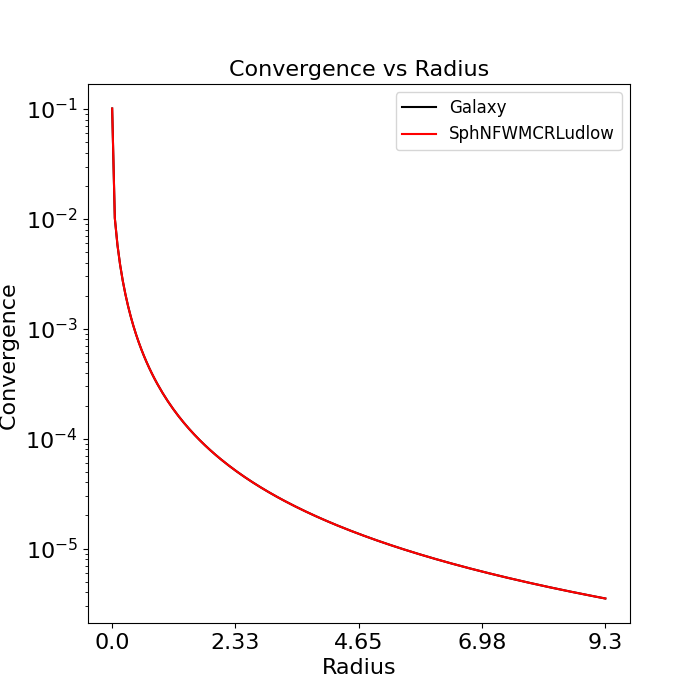 Convergence vs Radius
Galaxy
SphNFWMCRLudlow
Convergence
10⁻¹
10⁻²
10⁻³
10⁻⁴
10⁻⁵
0.0 2.33 4.65 6.98 9.3
Radius